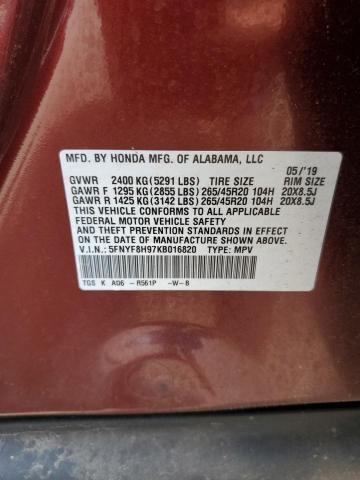 MFD. BY HONDA MFG. OF ALABAMA, LLC
05/'19
GVWR 2400 KG(5291 LBS) TIRE SIZE RIM SIZE
GAWR F 1295 KG(2855 LBS) 265/45R20 104H 20X8.5J
GAWR R 1425 KG(3142 LBS) 265/45R20 104H 20X8.5J
THIS VEHICLE CONFORMS TO ALL APPLICABLE
FEDERAL MOTOR VEHICLE SAFETY
AND THEFT PREVENTION STANDARDS IN EFFECT
ON THE DATE OF MANUFACTURE SHOWN ABOVE.
V.I.N.: 5FNYF8H97KB016820 TYPE: MPV
TGS K A06 -R561P -W-B